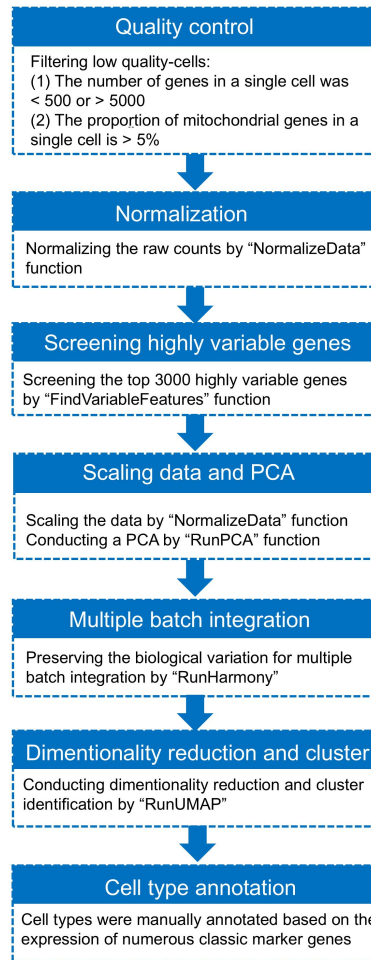 Quality control
Filtering low quality-cells:
(1) The number of genes in a single cell was
< 500 or > 5000
(2) The proportion of mitochondrial genes in a
single cell is > 5%
Normalization
Normalizing the raw counts by “NormalizeData”
function
Screening highly variable genes
Screening the top 3000 highly variable genes
by “FindVariableFeatures” function
Scaling data and PCA
Scaling the data by “NormalizeData” function
Conducting a PCA by “RunPCA” function
Multiple batch integration
Preserving the biological variation for multiple
batch integration by “RunHarmony”
Dimentionality reduction and cluster
Conducting dimentionality reduction and cluster
identification by “RunUMAP”
Cell type annotation
Cell types were manually annotated based on the
expression of numerous classic marker genes